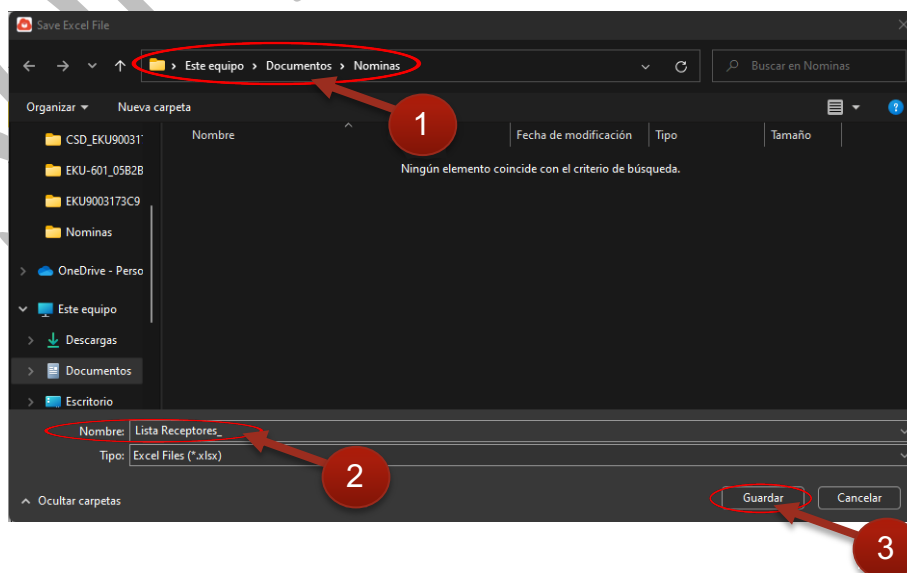 Save Excel File
Este equipo > Documentos > Nominas
Buscar en Nominas
Organizar Nueva carpeta
1
Nombre Fecha de modificación Tipo Tamaño
CSD_EKU90031
Ningún elemento coincide con el criterio de búsqueda.
EKU-601_05B2B
EKU9003173C9
Nominas
OneDrive - Perso
Este equipo
Descargas
Documentos
Escritorio
Nombre: Lista Receptores_
Tipo: Excel Files (*.xlsx)
2
Ocultar carpetas
Guardar Cancelar
3